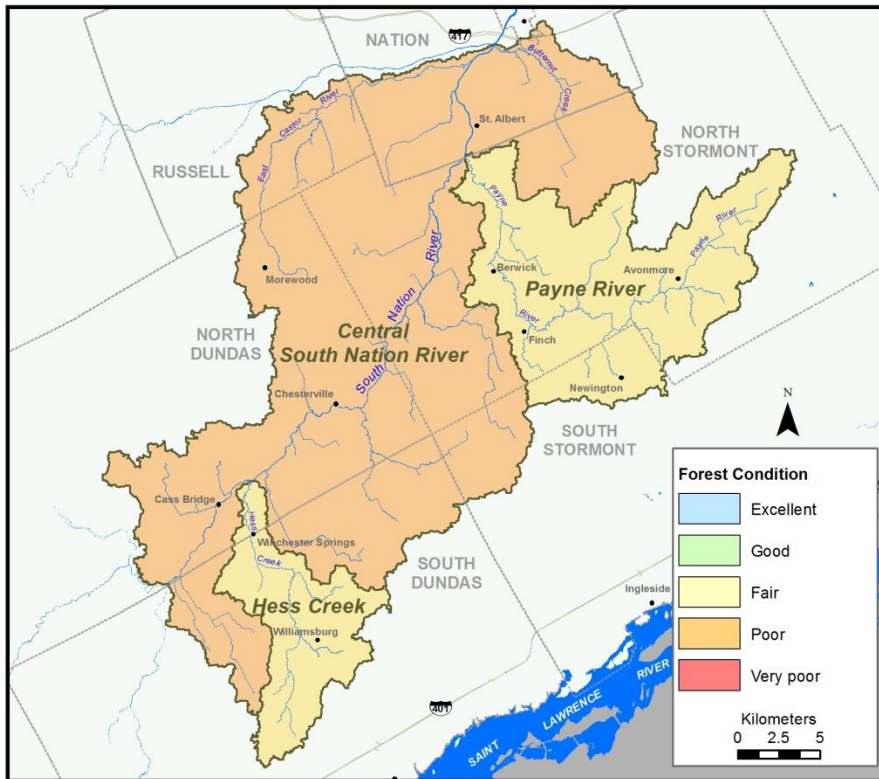 417
NATION
Butternut
Creek
East
Castor
River
St. Albert
NORTH
STORMONT
RUSSELL
Payne
River
Payne
River
Morewood
Berwick
Avonmore
Payne River
River
Nation
South
NORTH
DUNDAS
Central
South Nation River
Finch
Newington
Chesterville
N
SOUTH
STORMONT
Cass Bridge
Hess
Winchester Springs
Creek
SOUTH
DUNDAS
Hess Creek
Williamsburg
Ingleside
401
SAINT
LAWRENCE
RIVER
Forest Condition
Excellent
Good
Fair
Poor
Very poor
Kilometers
0 2.5 5